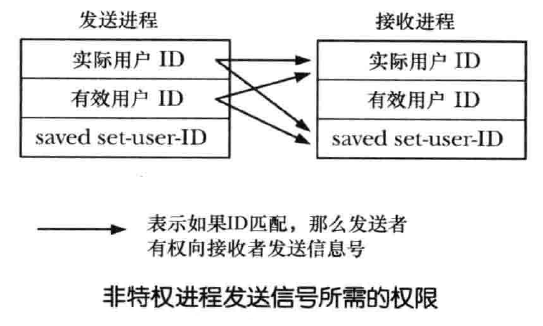 发送进程
接收进程
实际用户 ID
实际用户 ID
有效用户 ID
有效用户 ID
saved set-user-ID
saved set-user-ID
表示如果ID匹配，那么发送者
有权向接收者发送信息号
非特权进程发送信号所需的权限